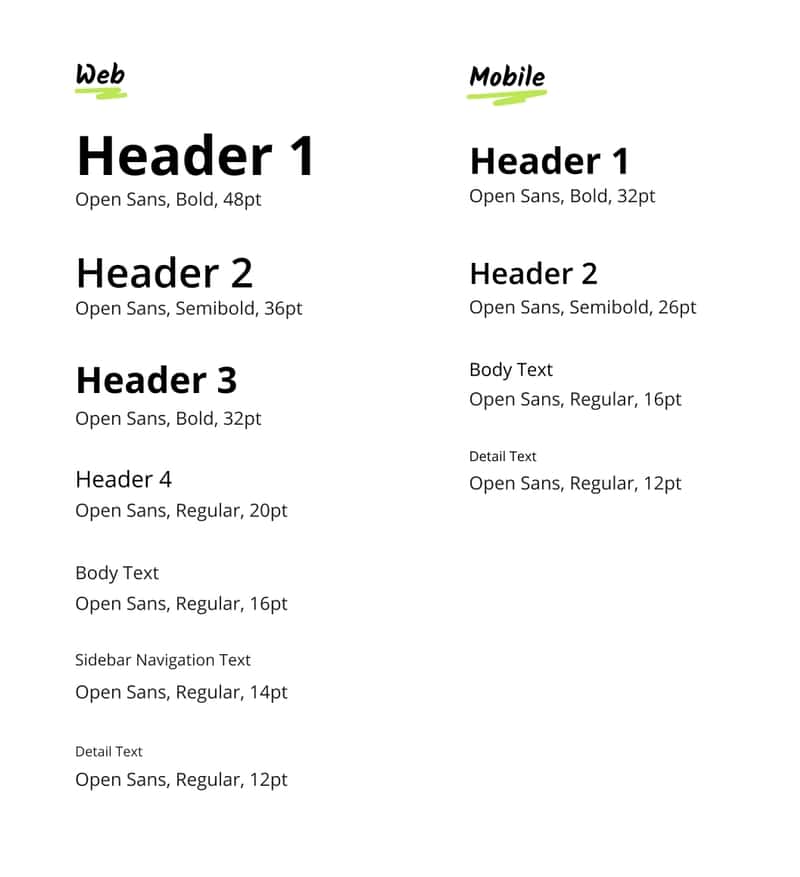 Web
Header 1
Open Sans, Bold, 48pt
Header 2
Open Sans, Semibold, 36pt
Header 3
Open Sans, Bold, 32pt
Header 4
Open Sans, Regular, 20pt
Body Text
Open Sans, Regular, 16pt
Sidebar Navigation Text
Open Sans, Regular, 14pt
Detail Text
Open Sans, Regular, 12pt
Mobile
Header 1
Open Sans, Bold, 32pt
Header 2
Open Sans, Semibold, 26pt
Body Text
Open Sans, Regular, 16pt
Detail Text
Open Sans, Regular, 12pt